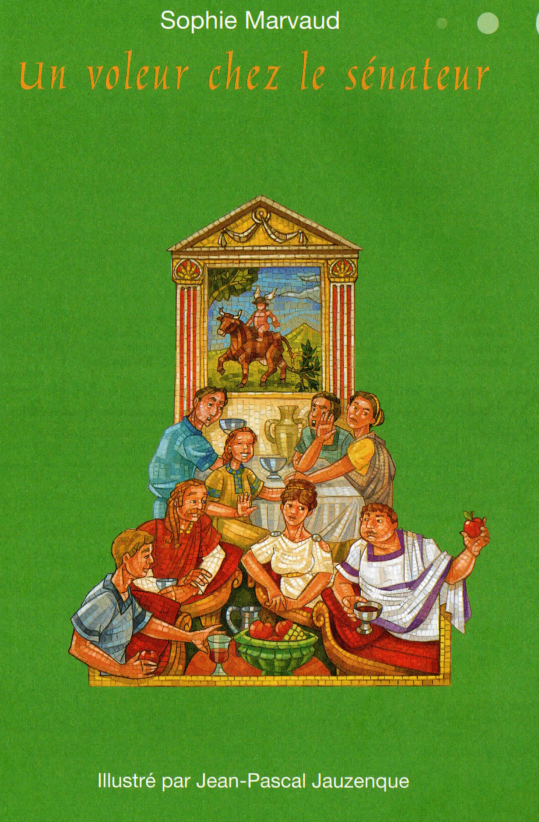 Sophie Marvaud
un voleur chez le sénateur
Illustré par Jean-Pascal Jauzenque